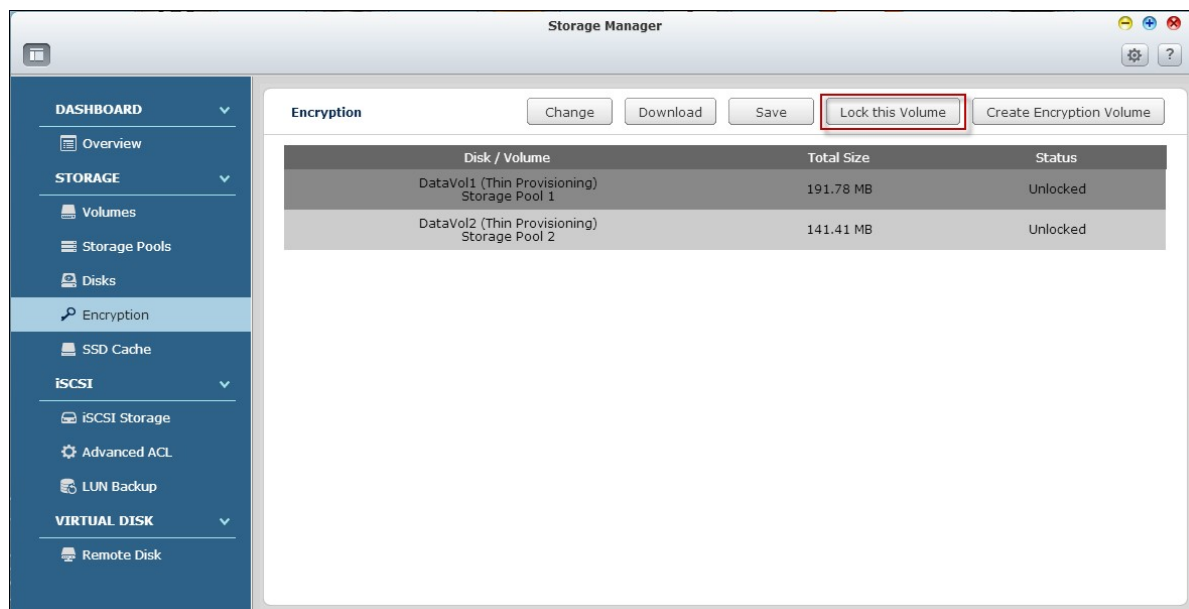 Storage Manager
?
DASHBOARD
Overview
STORAGE
Volumes
Storage Pools
Disks
Encryption
SSD Cache
iSCSI
iSCSI Storage
Advanced ACL
LUN Backup
VIRTUAL DISK
Remote Disk
Encryption Change Download Save Lock this Volume Create Encryption Volume
Disk / Volume Total Size Status
DataVol1 (Thin Provisioning)
Storage Pool 1 191.78 MB Unlocked
DataVol2 (Thin Provisioning)
Storage Pool 2 141.41 MB Unlocked